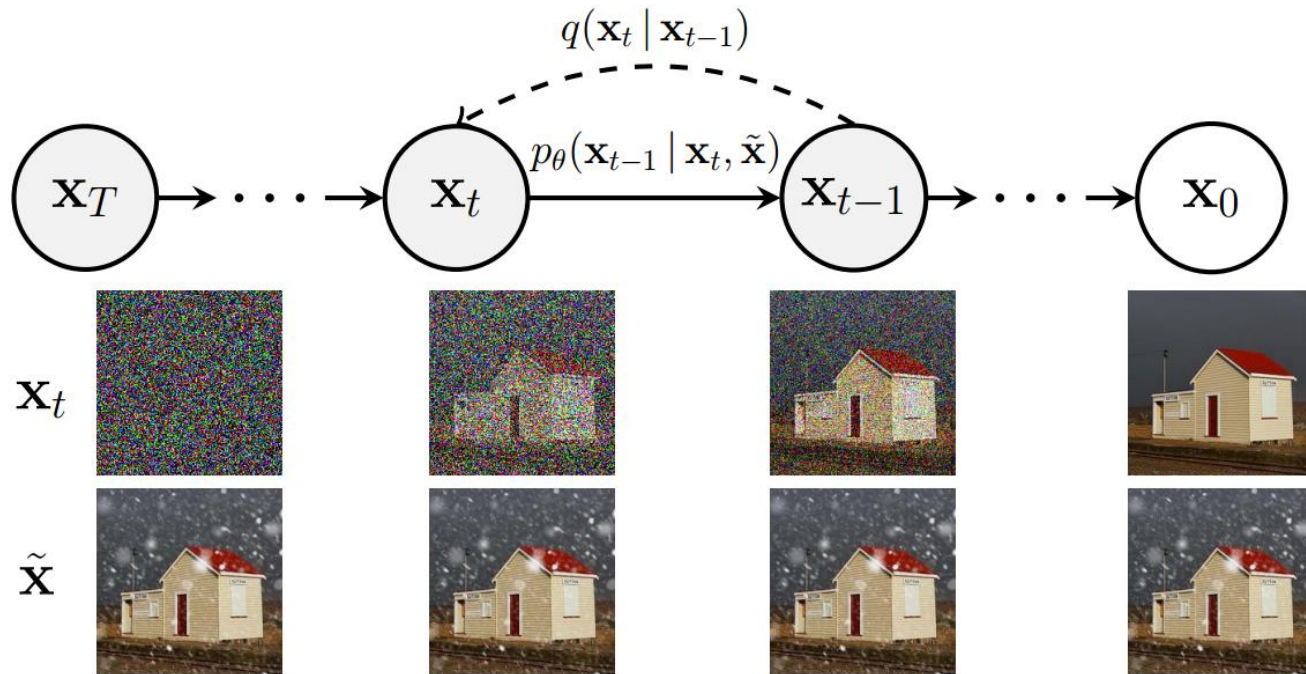 q(x_t | x_{t−1})
p_θ(x_{t−1} | x_t, x̃)
x_T → · · · → x_t → x_{t−1} → · · · → x_0
x_t
x̃